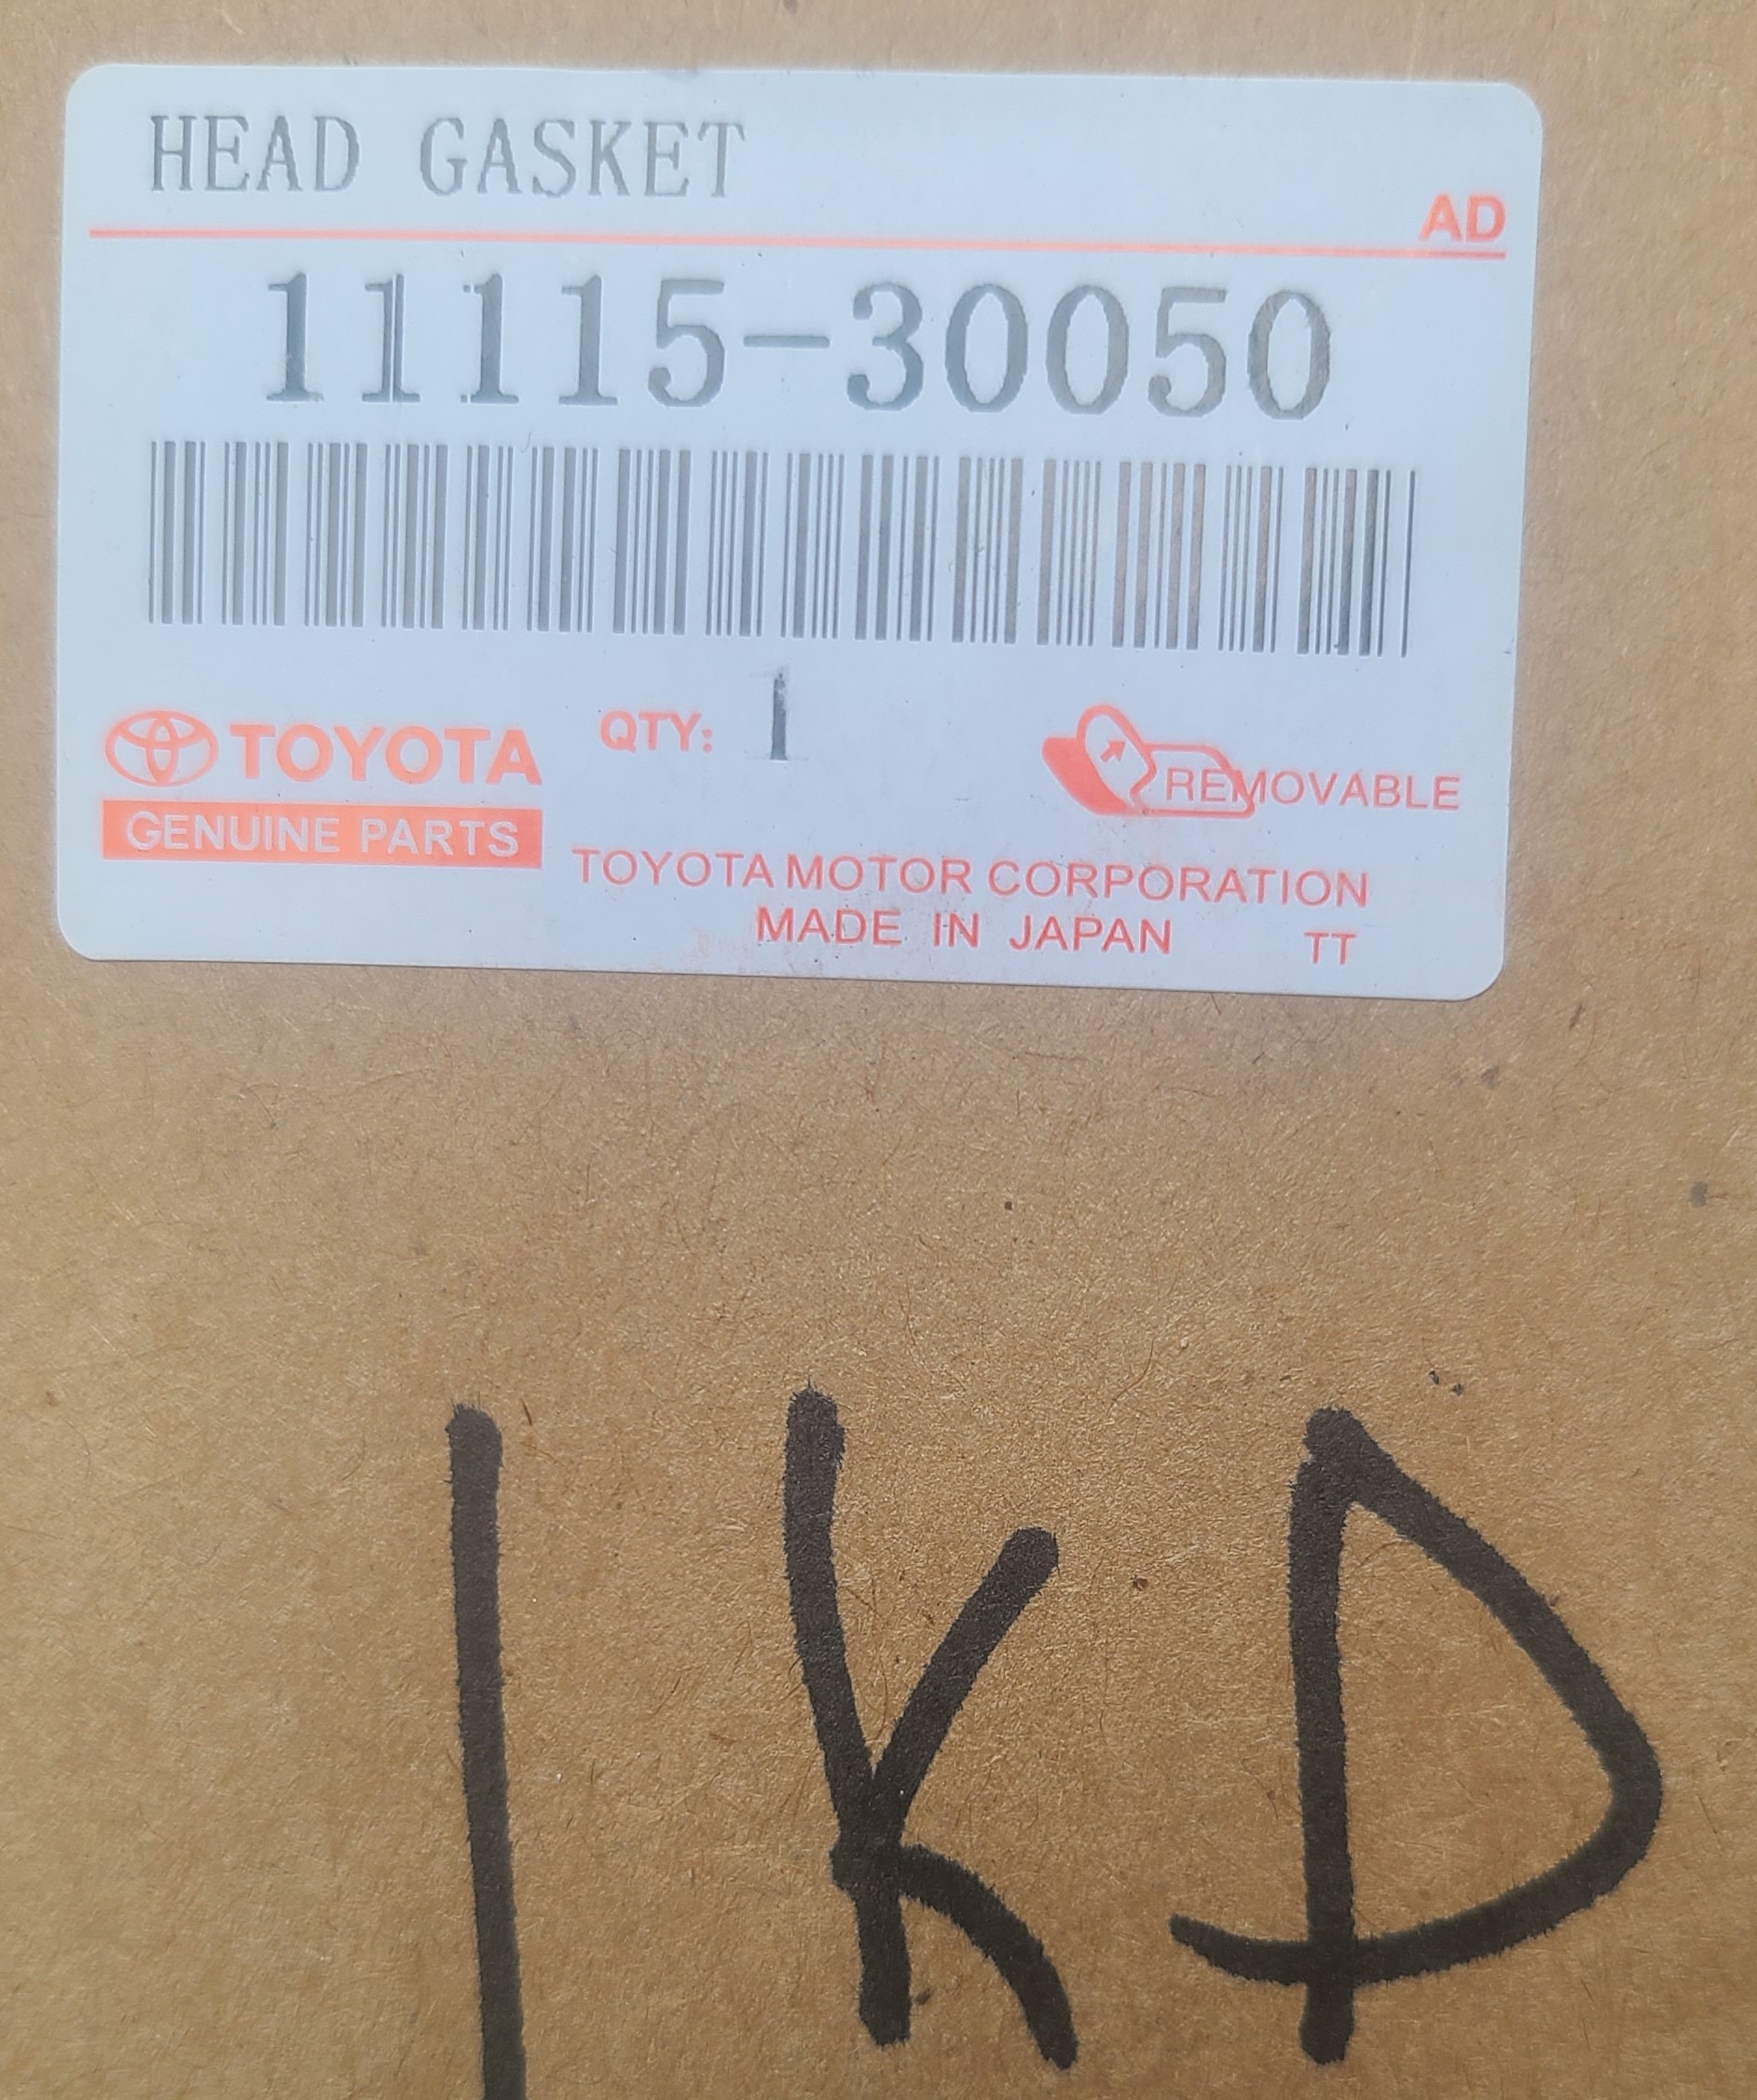 HEAD GASKET
AD
11115-30050
TOYOTA
GENUINE PARTS
QTY: 1
REMOVABLE
TOYOTA MOTOR CORPORATION
MADE IN JAPAN TT
1KD